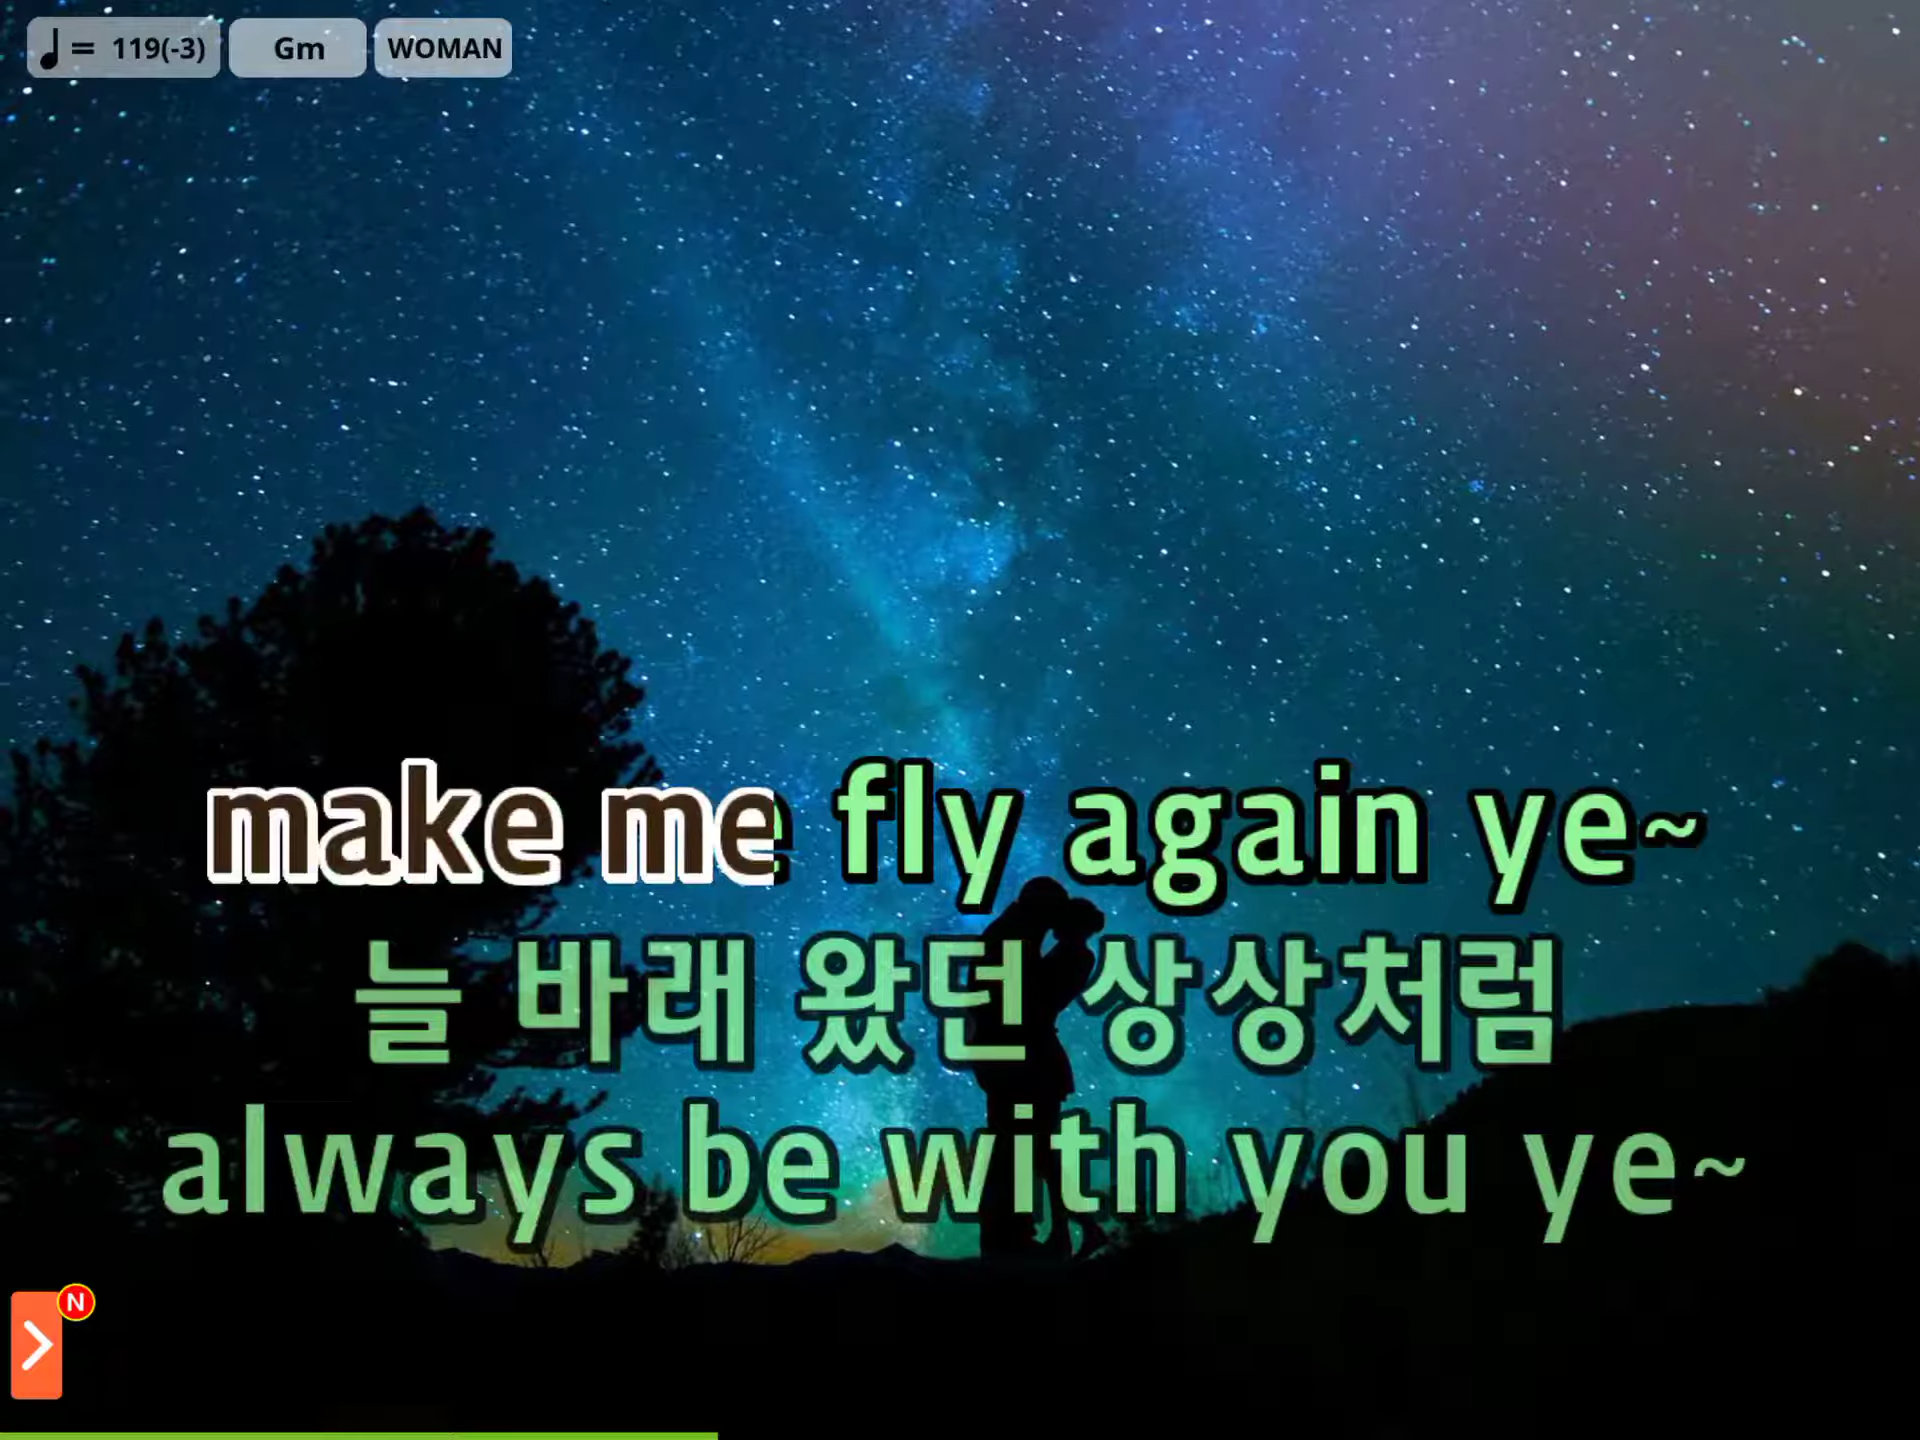 ♩= 119(-3) Gm WOMAN
make me fly again ye~
늘 바래 왔던 상상처럼
always be with you ye~
N